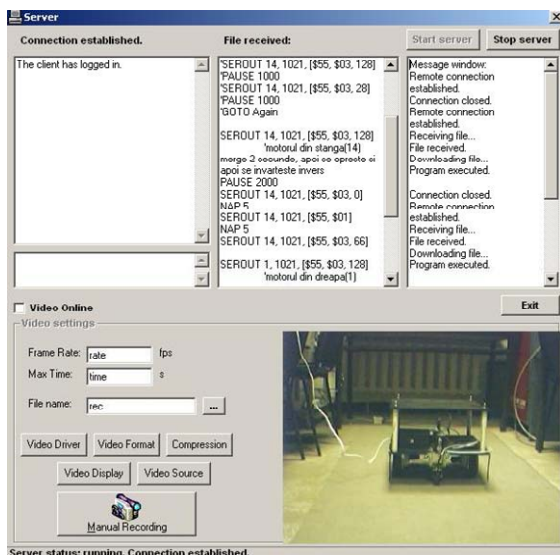 Server
Connection established.
File received:
Start server
Stop server
The client has logged in.
'SEROUT 14, 1021, [$55, $03, 128]
'PAUSE 1000
'SEROUT 14, 1021, [$55, $03, 28]
'PAUSE 1000
'GOTO Again
SEROUT 14, 1021, [$55, $03, 128]
'motorul din stanga(14)
merge 2 secunde, apoi se opreste si
apoi se invarteste invers
PAUSE 2000
SEROUT 14, 1021, [$55, $03, 0]
NAP 5
SEROUT 14, 1021, [$55, $01]
NAP 5
SEROUT 14, 1021, [$55, $03, 66]
SEROUT 1, 1021, [$55, $03, 128]
'motorul din dreapa(1)
Message window:
Remote connection
established.
Connection closed.
Remote connection
established.
Receiving file...
File received.
Downloading file...
Program executed.
Connection closed.
Remote connection
established.
Receiving file...
File received.
Downloading file...
Program executed.
Video Online
Exit
Video settings
Frame Rate: rate fps
Max Time: time s
File name: rec ...
Video Driver
Video Format
Compression
Video Display
Video Source
Manual Recording
Server status: running. Connection established.